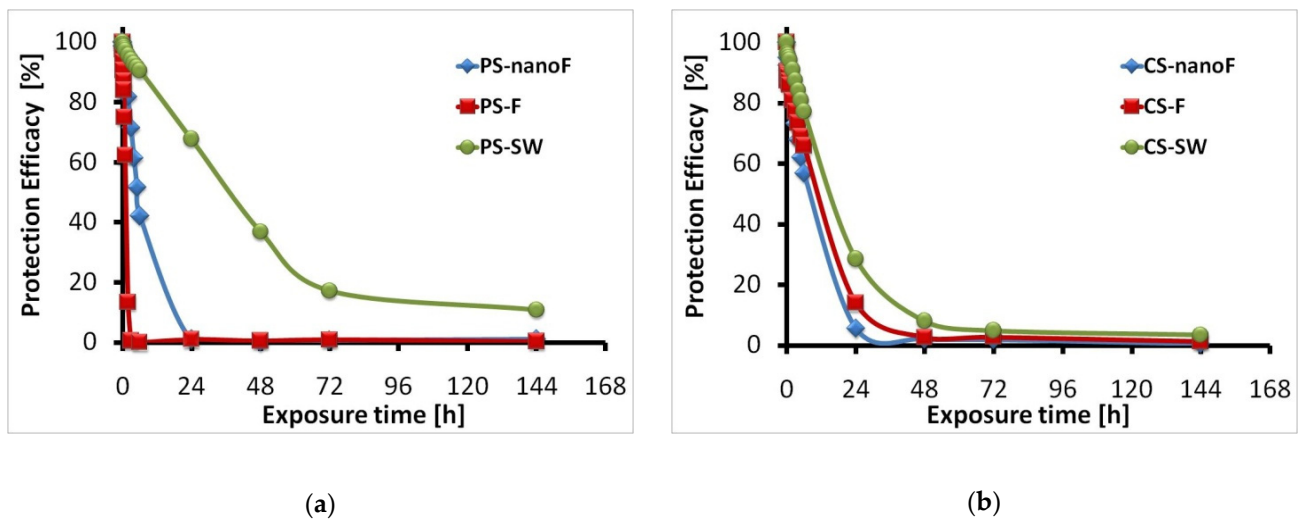 Protection Efficacy [%]
100
80
60
40
20
0
PS-nanoF
PS-F
PS-SW
0 24 48 72 96 120 144 168
Exposure time [h]
(a)
Protection Efficacy [%]
100
80
60
40
20
0
CS-nanoF
CS-F
CS-SW
0 24 48 72 96 120 144 168
Exposure time [h]
(b)